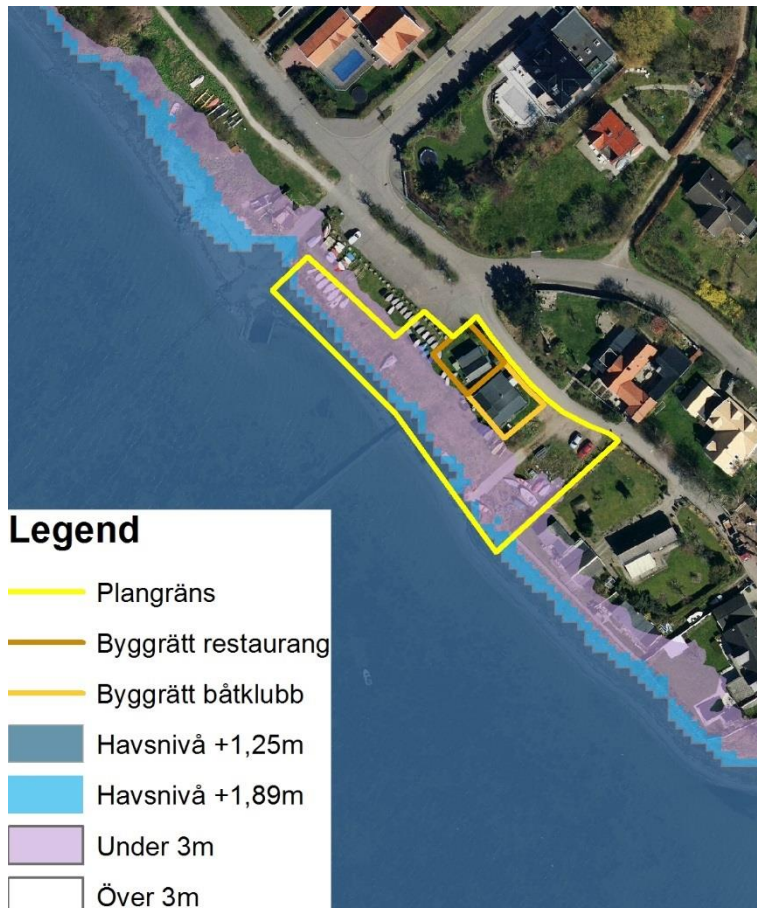 Legend
Plangräns
Byggrätt restaurang
Byggrätt båtklubb
Havsnivå +1,25m
Havsnivå +1,89m
Under 3m
Över 3m